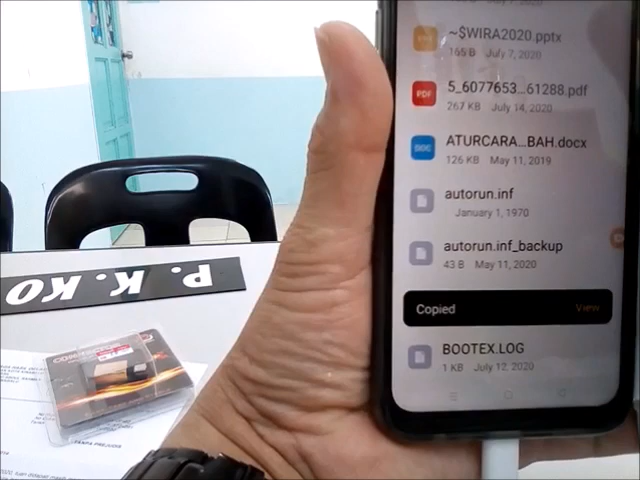 ~$WIRA2020.pptx
165 B July 7, 2020
PDF
5_6077653...61288.pdf
267 KB July 14, 2020
DOC
ATURCARA...BAH.docx
126 KB May 11, 2019
autorun.inf
January 1, 1970
autorun.inf_backup
43 B May 11, 2020
Copied View
BOOTEX.LOG
1 KB July 12, 2020
P.K.KO
TANPA PREJUDIS